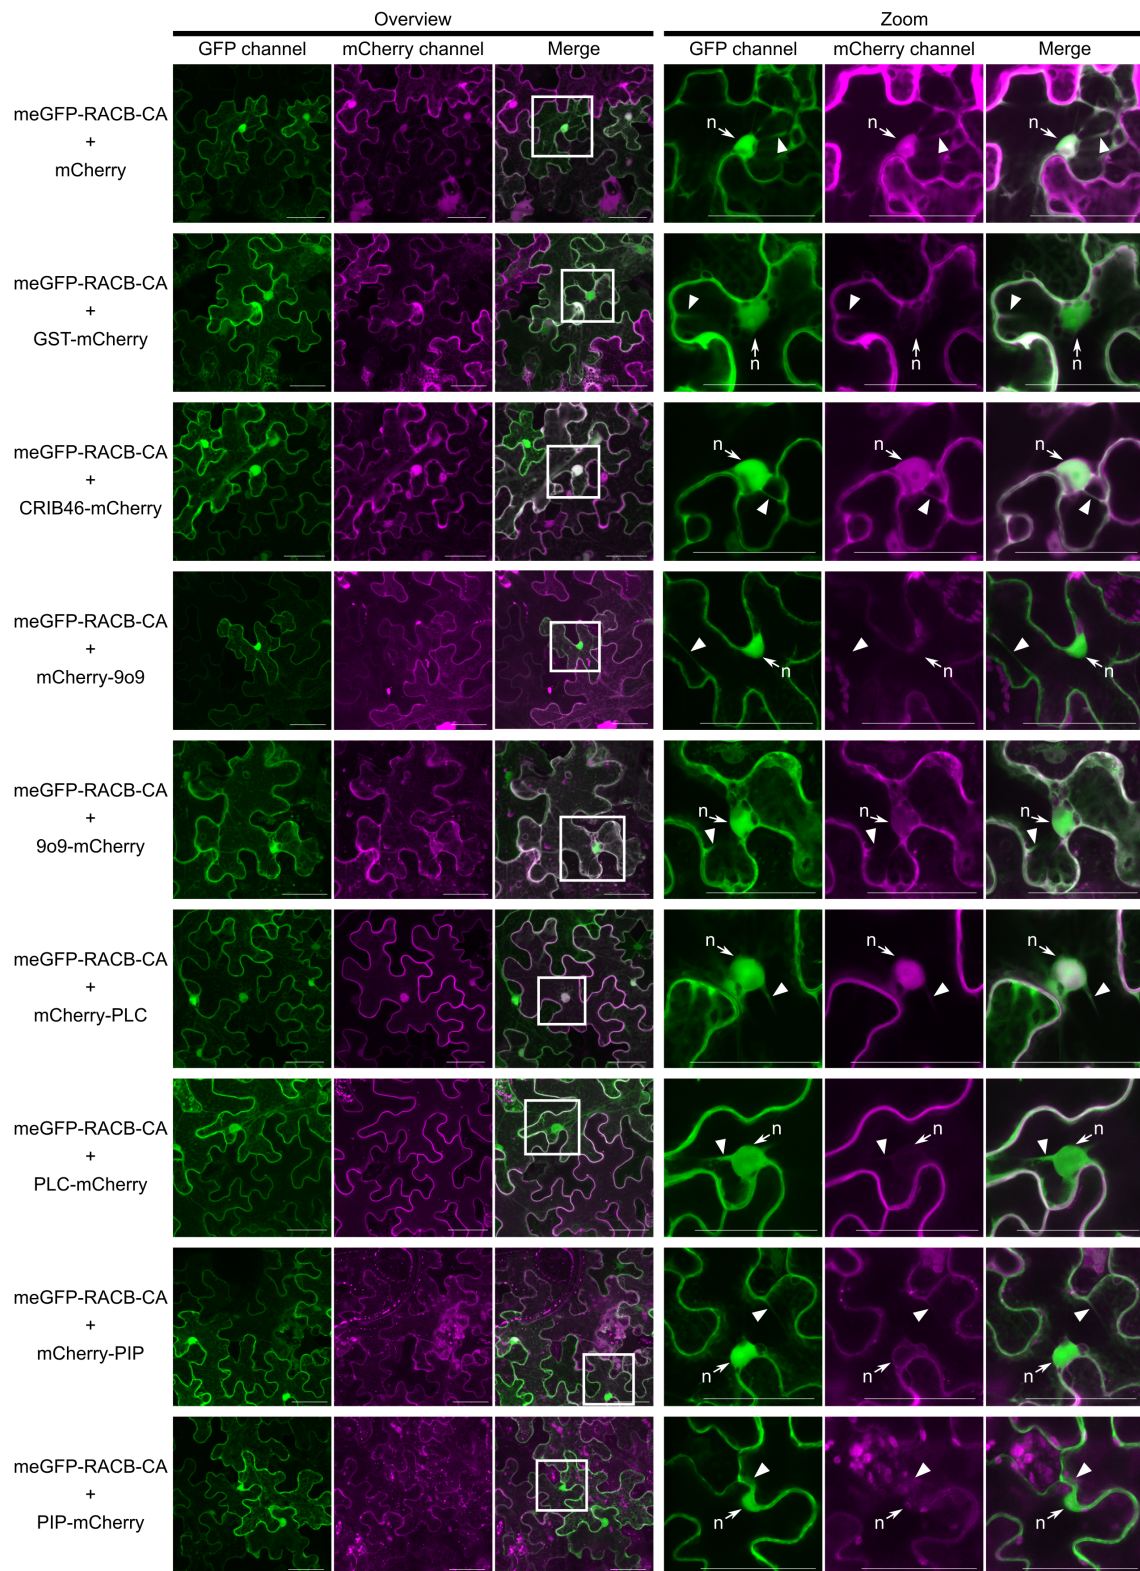 Overview Zoom
GFP channel mCherry channel Merge GFP channel mCherry channel Merge
meGFP-RACB-CA
+
mCherry
n n n
meGFP-RACB-CA
+
GST-mCherry
n n n
meGFP-RACB-CA
+
CRIB46-mCherry
n n n
meGFP-RACB-CA
+
mCherry-9o9
n n n
meGFP-RACB-CA
+
9o9-mCherry
n n n
meGFP-RACB-CA
+
mCherry-PLC
n n n
meGFP-RACB-CA
+
PLC-mCherry
n n n
meGFP-RACB-CA
+
mCherry-PIP
n n n
meGFP-RACB-CA
+
PIP-mCherry
n n n